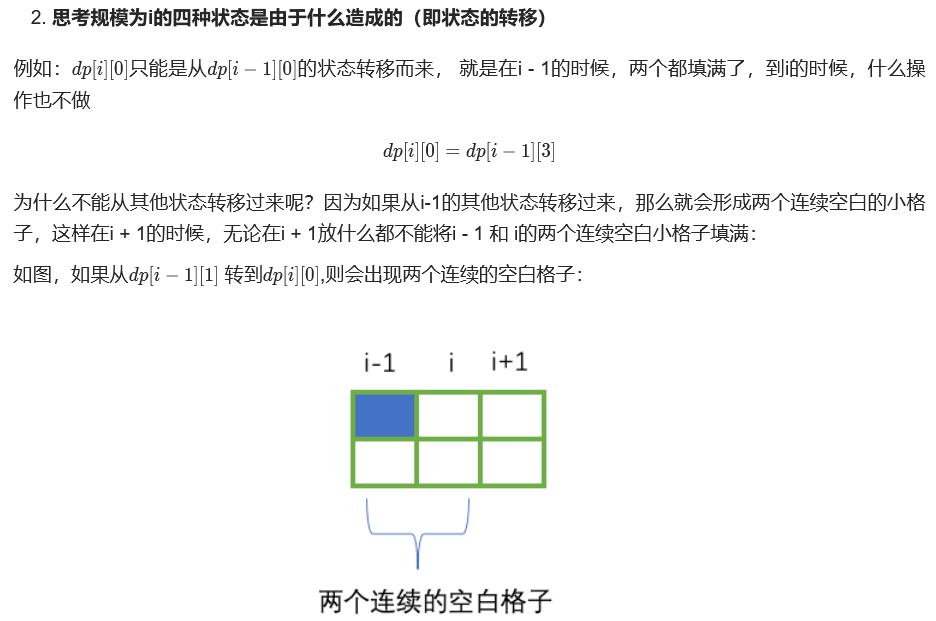 2. 思考规模为i的四种状态是由于什么造成的（即状态的转移）
例如：dp[i][0]只能是从dp[i − 1][0]的状态转移而来， 就是在i - 1的时候，两个都填满了，到i的时候，什么操
作也不做
dp[i][0] = dp[i − 1][3]
为什么不能从其他状态转移过来呢？因为如果从i-1的其他状态转移过来，那么就会形成两个连续空白的小格
子，这样在i + 1的时候，无论在i + 1放什么都不能将i - 1 和 i的两个连续空白小格子填满：
如图，如果从dp[i − 1][1] 转到dp[i][0],则会出现两个连续的空白格子：
i-1 i i+1
两个连续的空白格子